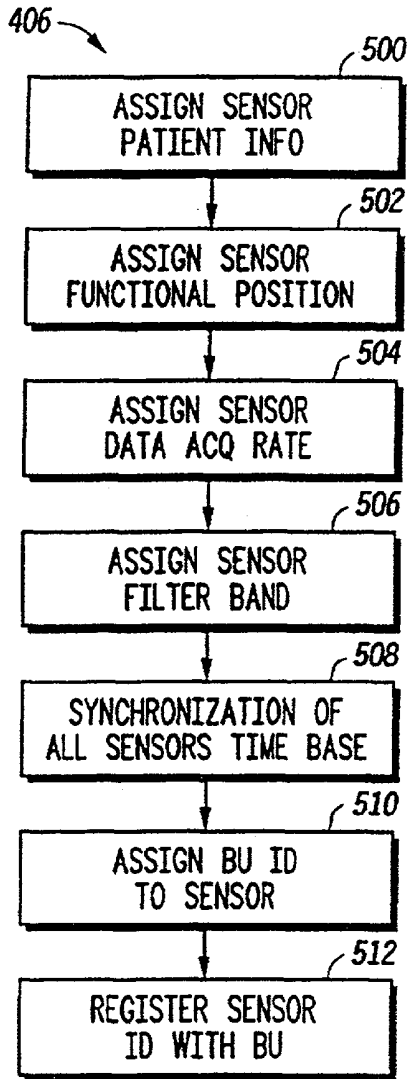 406
500
ASSIGN SENSOR
PATIENT INFO
502
ASSIGN SENSOR
FUNCTIONAL POSITION
504
ASSIGN SENSOR
DATA ACQ RATE
506
ASSIGN SENSOR
FILTER BAND
508
SYNCHRONIZATION OF
ALL SENSORS TIME BASE
510
ASSIGN BU ID
TO SENSOR
512
REGISTER SENSOR
ID WITH BU